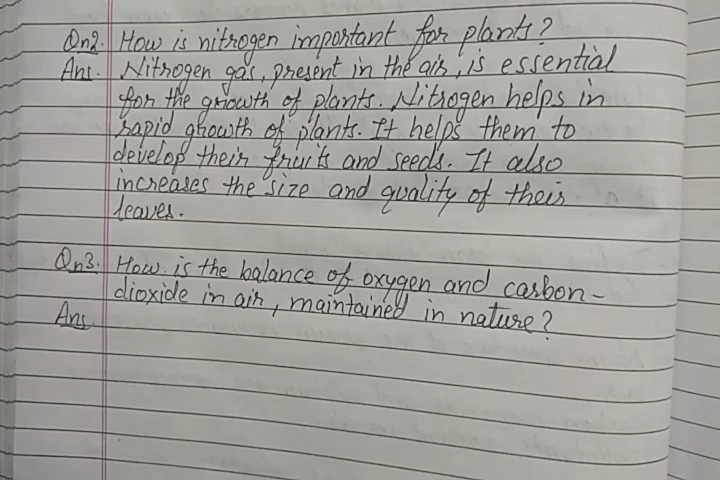 Qn2. How is nitrogen important for plants?
Ans. Nitrogen gas, present in the air, is essential
for the growth of plants. Nitrogen helps in
rapid growth of plants. It helps them to
develop their fruits and seeds. It also
increases the size and quality of their
leaves.
Qn3. How is the balance of oxygen and carbon-
dioxide in air, maintained in nature?
Ans.